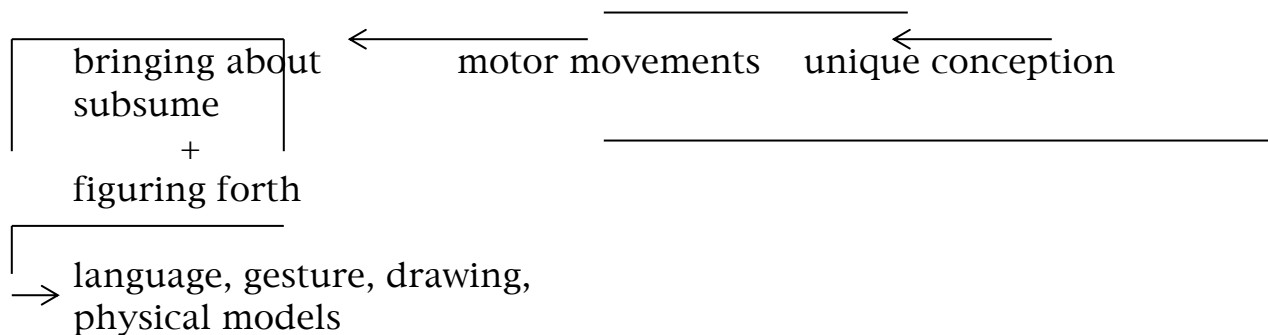 bringing about motor movements unique conception
subsume
+
figuring forth
language, gesture, drawing,
physical models